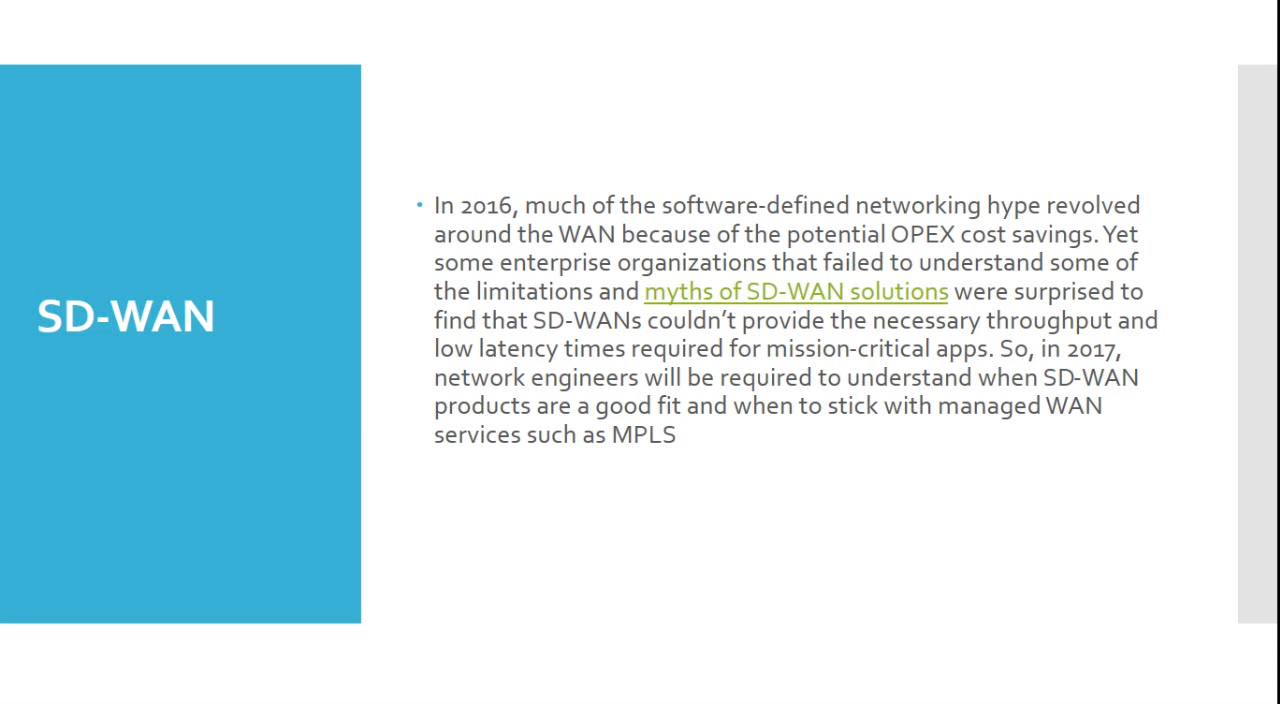 SD-WAN
• In 2016, much of the software-defined networking hype revolved
around the WAN because of the potential OPEX cost savings. Yet
some enterprise organizations that failed to understand some of
the limitations and myths of SD-WAN solutions were surprised to
find that SD-WANs couldn’t provide the necessary throughput and
low latency times required for mission-critical apps. So, in 2017,
network engineers will be required to understand when SD-WAN
products are a good fit and when to stick with managed WAN
services such as MPLS